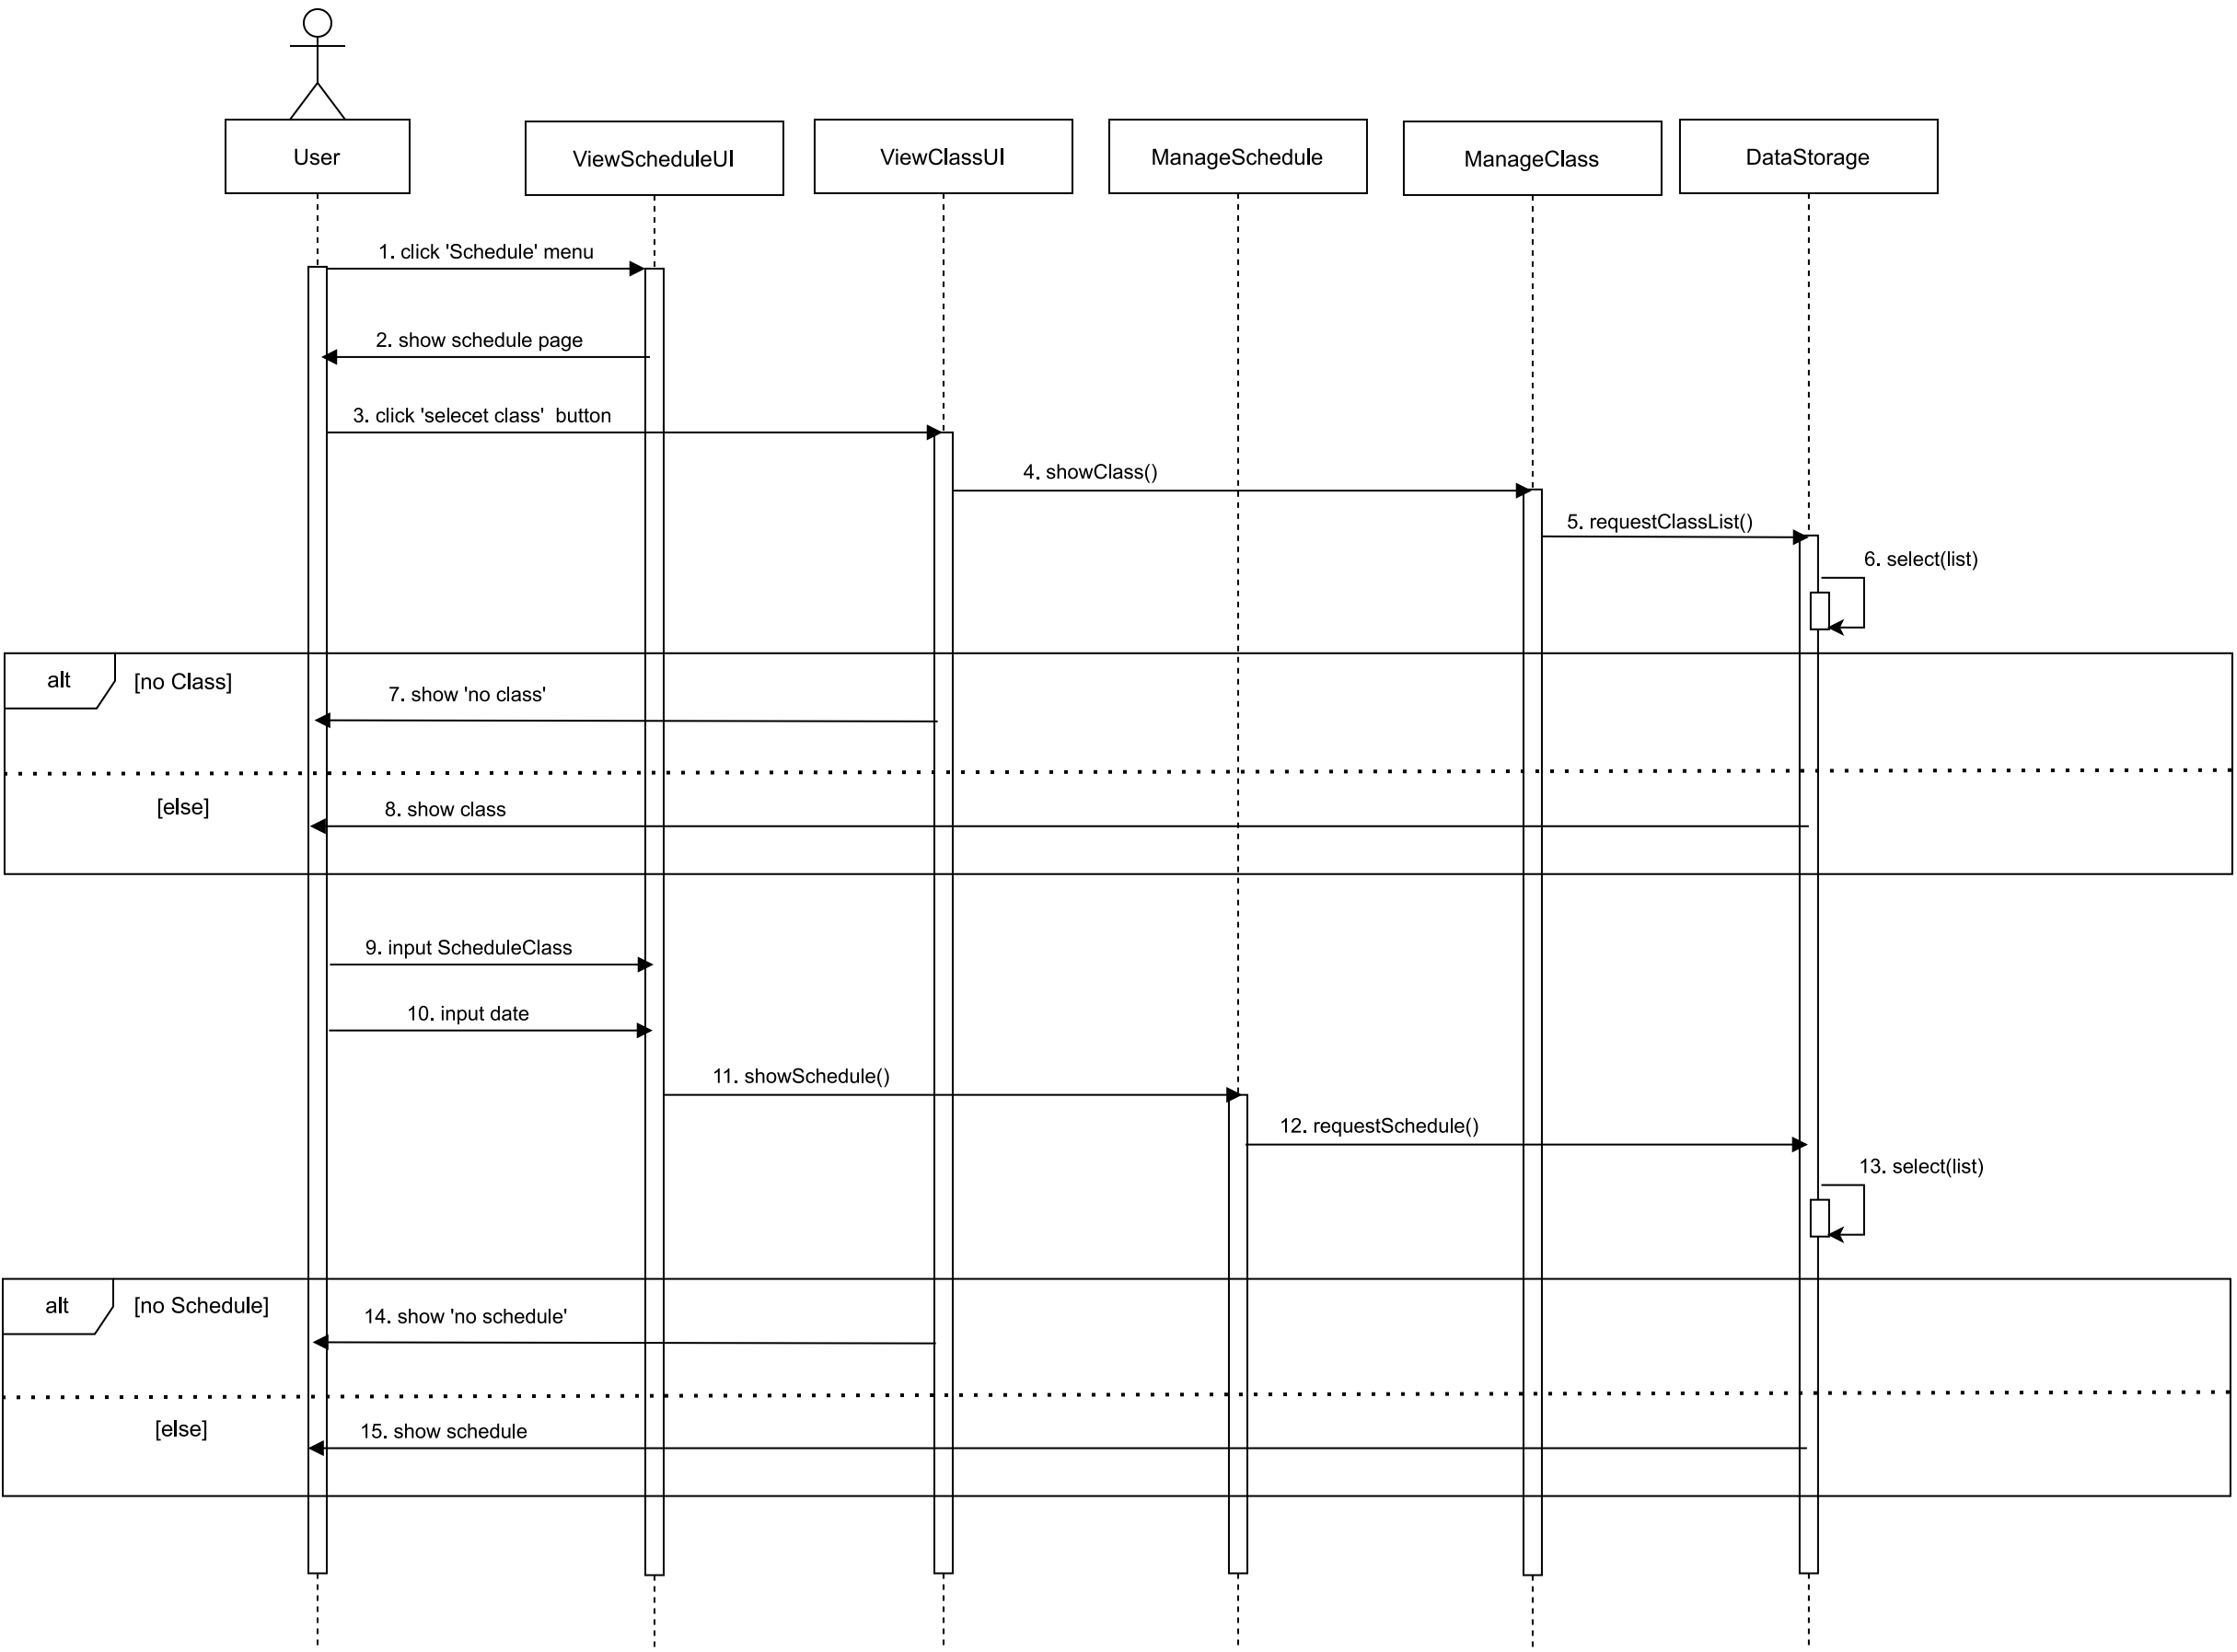 User
ViewScheduleUI
ViewClassUI
ManageSchedule
ManageClass
DataStorage
1. click 'Schedule' menu
2. show schedule page
3. click 'selecet class'  button
4. showClass()
5. requestClassList()
6. select(list)
alt
[no Class]
7. show 'no class'
[else]
8. show class
9. input ScheduleClass
10. input date
11. showSchedule()
12. requestSchedule()
13. select(list)
alt
[no Schedule]
14. show 'no schedule'
[else]
15. show schedule